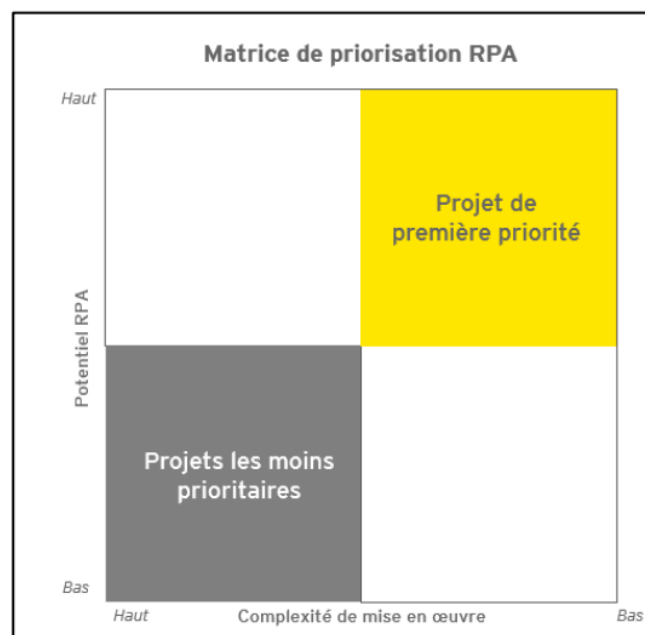 Matrice de priorisation RPA
Haut
Projet de
première priorité
Potentiel RPA
Projets les moins
prioritaires
Bas
Haut
Complexité de mise en œuvre
Bas